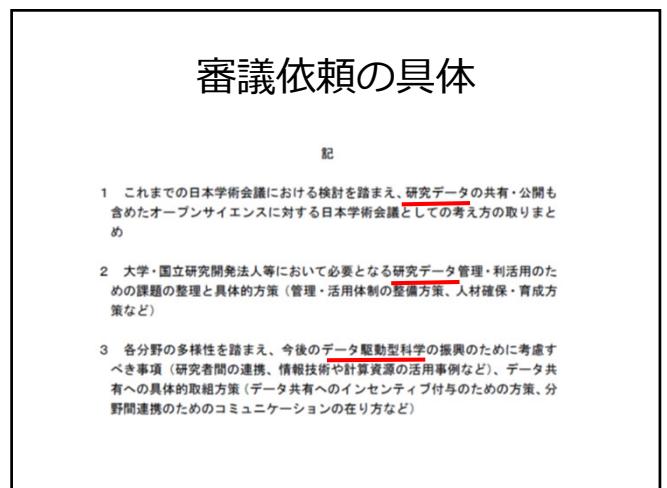 審議依頼の具体
記
1 これまでの日本学術会議における検討を踏まえ、研究データの共有・公開も
含めたオープンサイエンスに対する日本学術会議としての考え方の取りまと
め
2 大学・国立研究開発法人等において必要となる研究データ管理・利活用のた
めの課題の整理と具体的方策（管理・活用体制の整備方策、人材確保・育成方
策など）
3 各分野の多様性を踏まえ、今後のデータ駆動型科学の振興のために考慮す
べき事項（研究者間の連携、情報技術や計算資源の活用事例など）、データ共
有への具体的取組方策（データ共有へのインセンティブ付与のための方策、分
野間連携のためのコミュニケーションの在り方など）